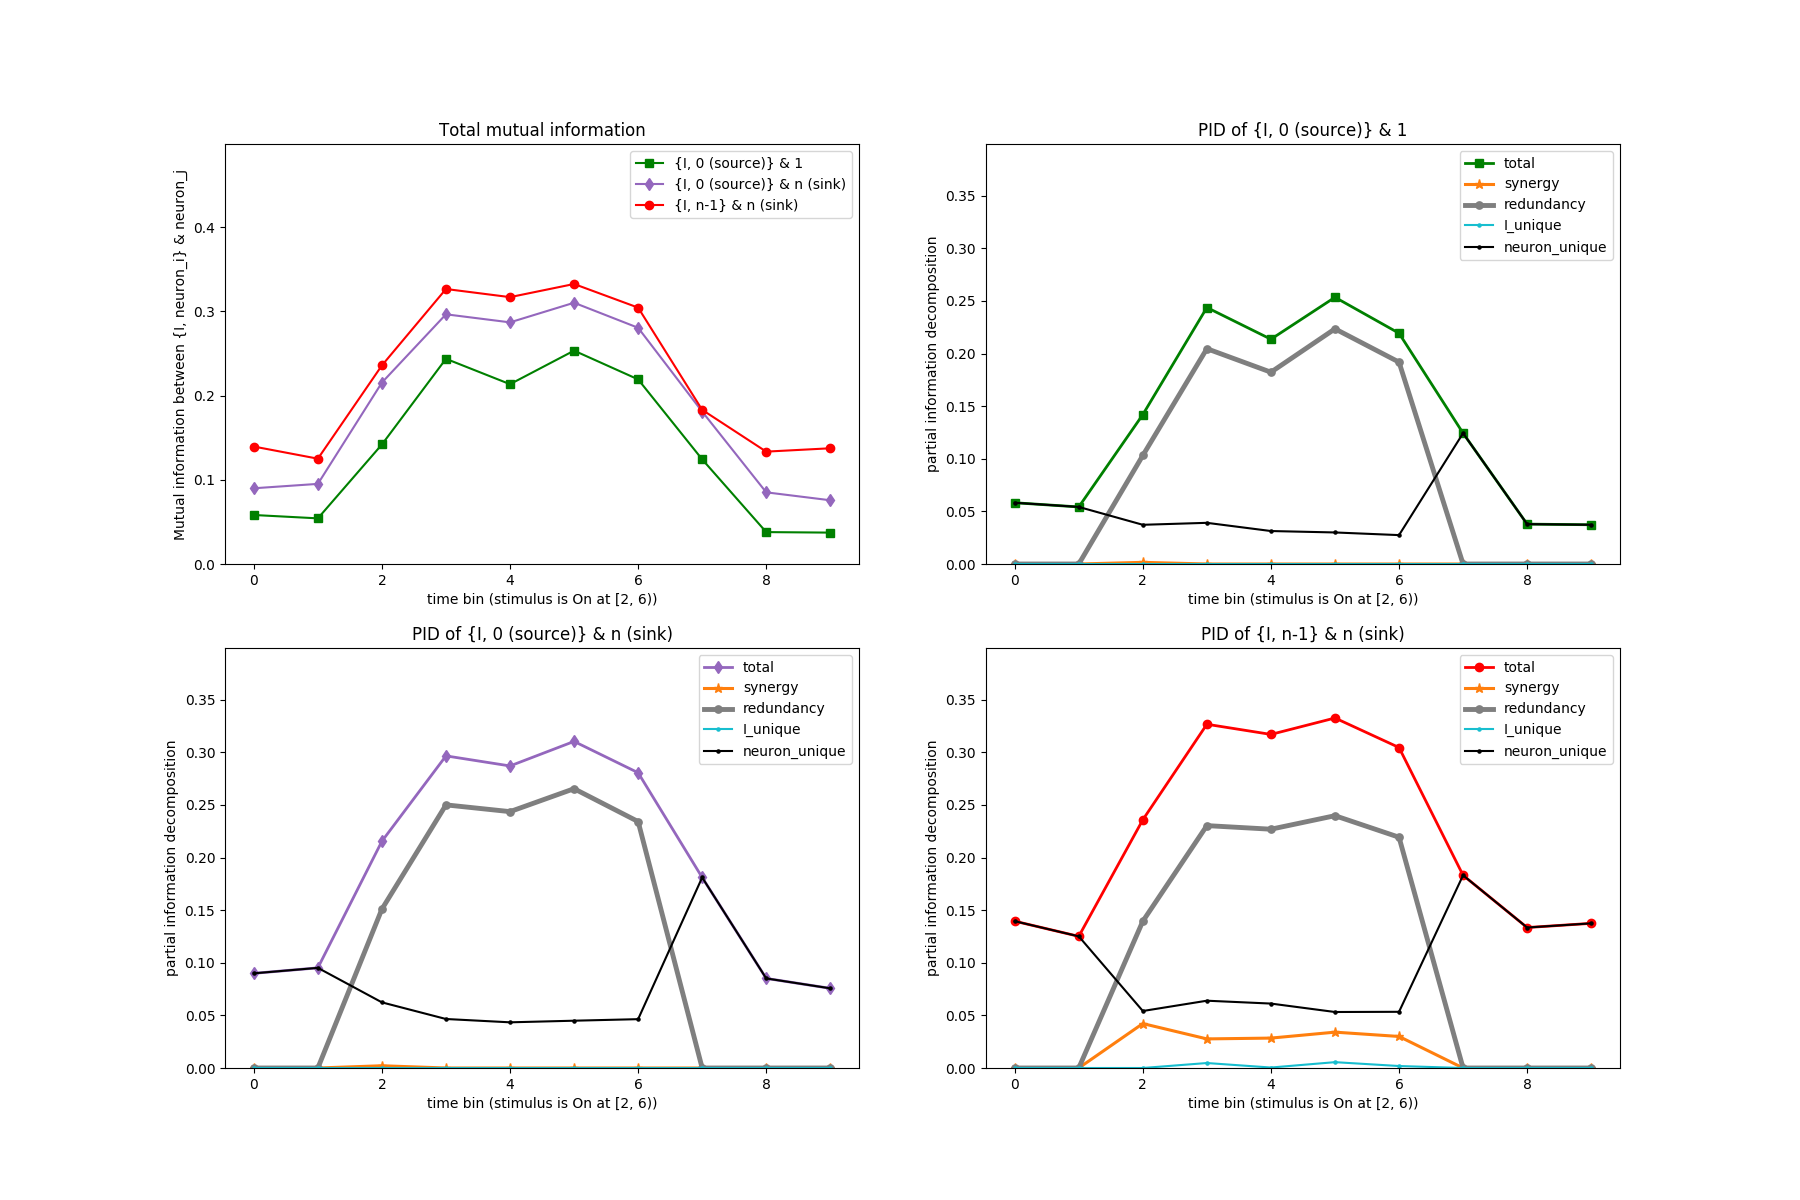 Total mutual information
Mutual information between {I, neuron_i} & neuron_j
0.4
0.3
0.2
0.1
0.0
{I, 0 (source)} & 1
{I, 0 (source)} & n (sink)
{I, n-1} & n (sink)
0 2 4 6 8
time bin (stimulus is On at [2, 6))
PID of {I, 0 (source)} & 1
partial information decomposition
0.35
0.30
0.25
0.20
0.15
0.10
0.05
0.00
total
synergy
redundancy
I_unique
neuron_unique
0 2 4 6 8
time bin (stimulus is On at [2, 6))
PID of {I, 0 (source)} & n (sink)
partial information decomposition
0.35
0.30
0.25
0.20
0.15
0.10
0.05
0.00
total
synergy
redundancy
I_unique
neuron_unique
0 2 4 6 8
time bin (stimulus is On at [2, 6))
PID of {I, n-1} & n (sink)
partial information decomposition
0.35
0.30
0.25
0.20
0.15
0.10
0.05
0.00
total
synergy
redundancy
I_unique
neuron_unique
0 2 4 6 8
time bin (stimulus is On at [2, 6))